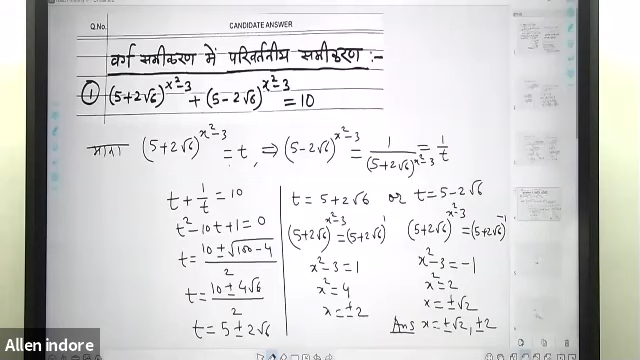 Q.No.
CANDIDATE ANSWER
वर्ग समीकरण में परिवर्तनीय समीकरण :-
① (5+2√6)^(x²-3) + (5-2√6)^(x²-3) = 10
माना (5+2√6)^(x²-3) = t, ⇒ (5-2√6)^(x²-3) = 1/(5+2√6)^(x²-3) = 1/t
t + 1/t = 10
t² - 10t + 1 = 0
t = (10 ± √(100-4))/2
t = (10 ± 4√6)/2
t = 5 ± 2√6
t = 5+2√6 or t = 5-2√6
(5+2√6)^(x²-3) = (5+2√6)^1
x²-3 = 1
x² = 4
x = ±2
(5+2√6)^(x²-3) = (5+2√6)^(-1)
x²-3 = -1
x² = 2
x = ±√2
Ans x = ±√2, ±2
Allen indore